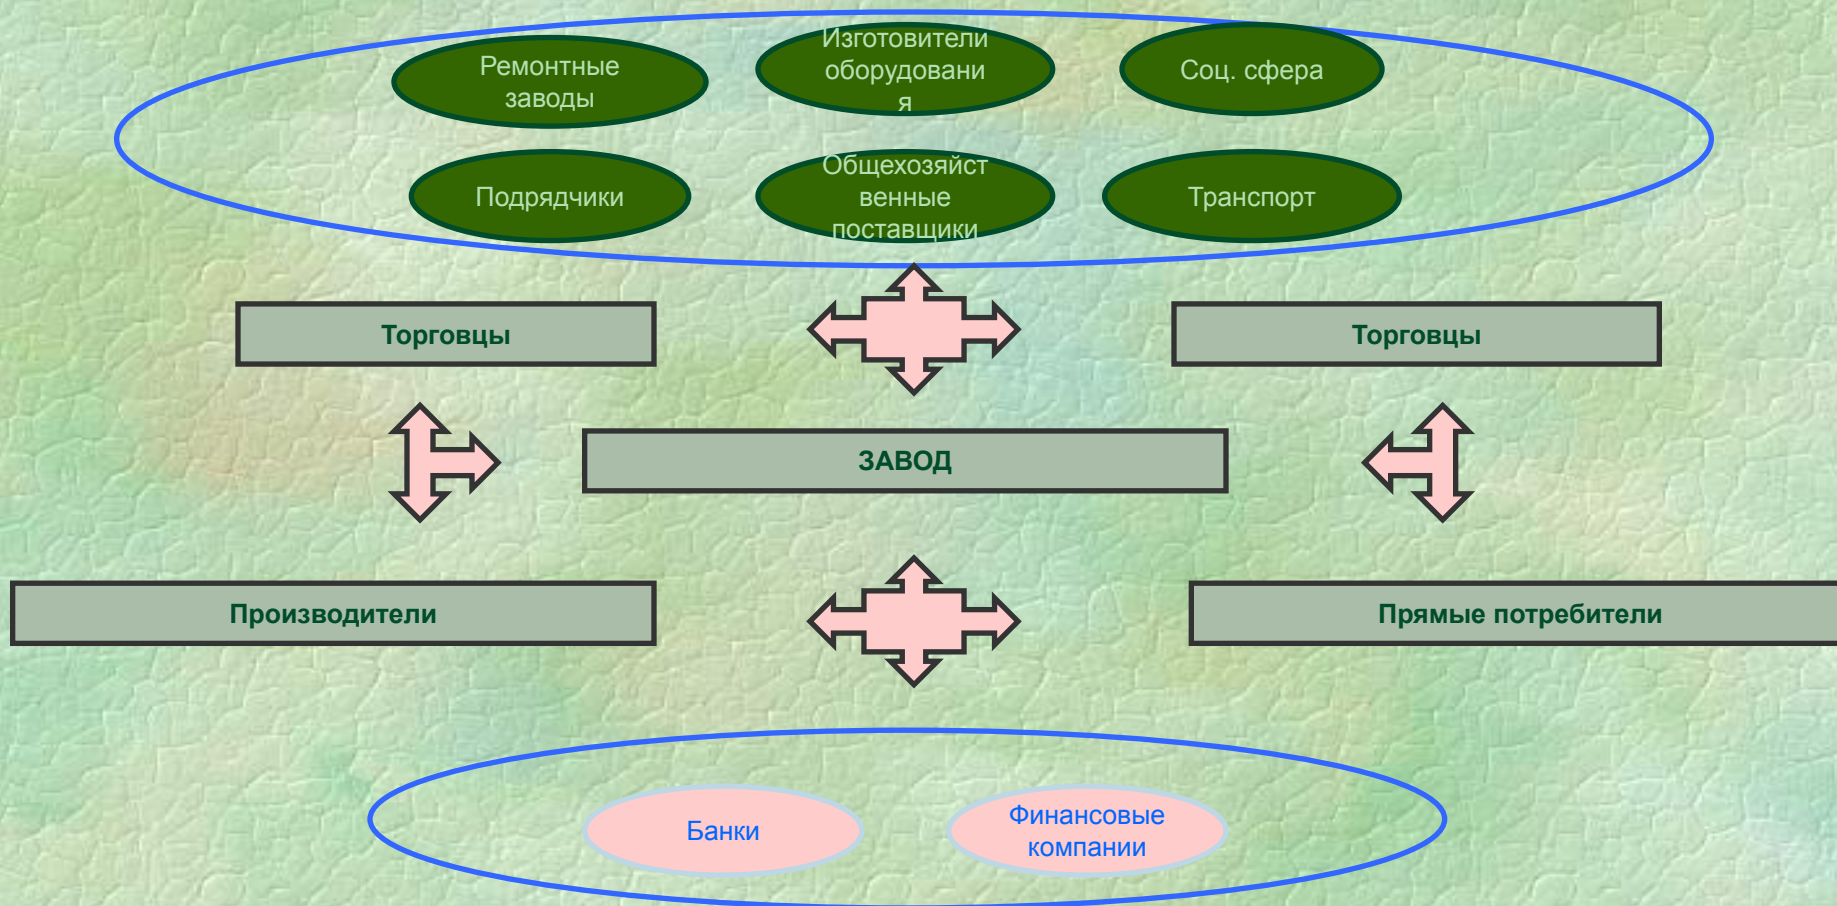 Ремонтные
заводы
Изготовители
оборудовани
я
Соц. сфера
Подрядчики
Общехозяйст
венные
поставщики
Транспорт
Торговцы
Торговцы
ЗАВОД
Производители
Прямые потребители
Банки
Финансовые
компании